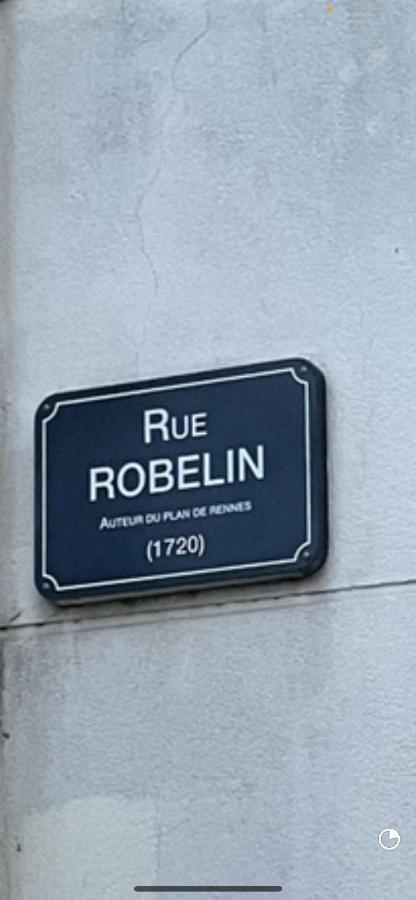 RUE
ROBELIN
AUTEUR DU PLAN DE RENNES
(1720)